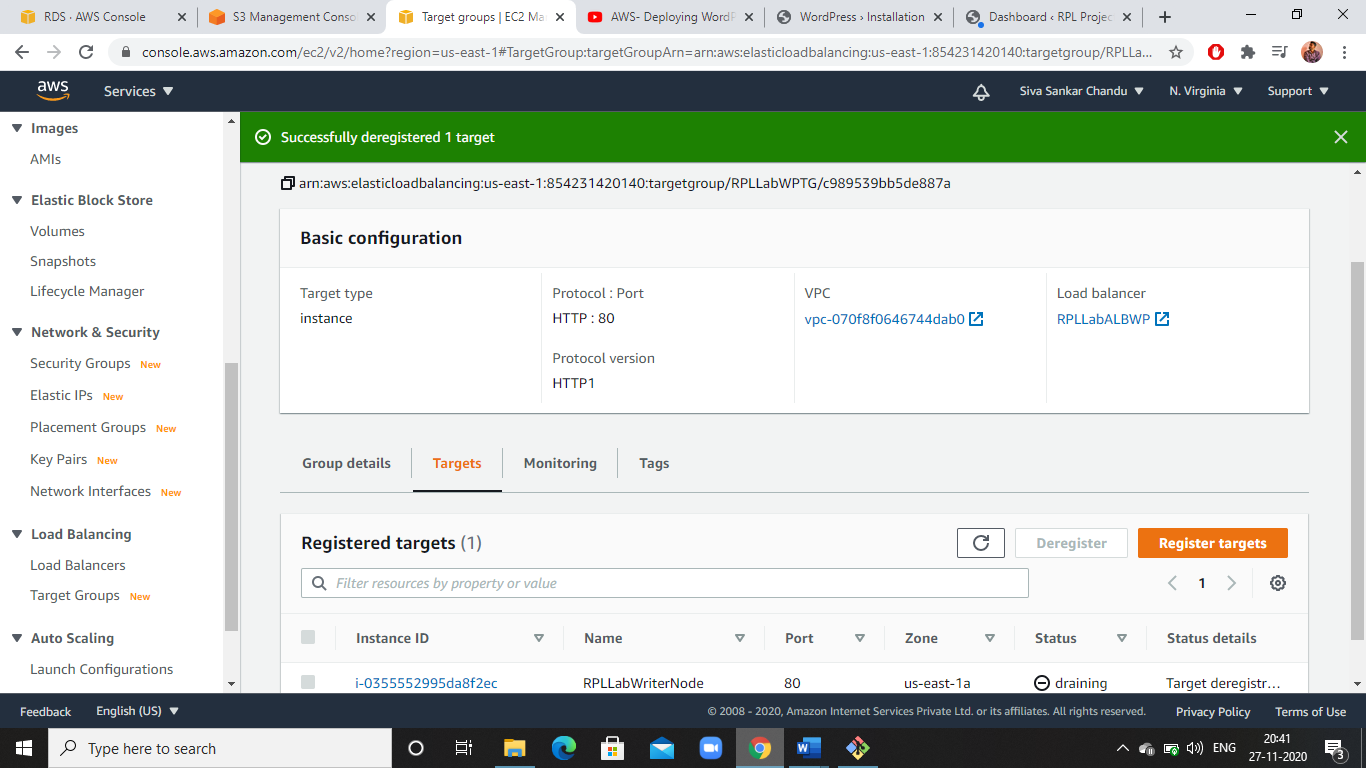 RDS · AWS Console
S3 Management Conso
Target groups | EC2 Ma
AWS- Deploying WordP
WordPress › Installation
Dashboard ‹ RPL Projec
console.aws.amazon.com/ec2/v2/home?region=us-east-1#TargetGroup:targetGroupArn=arn:aws:elasticloadbalancing:us-east-1:854231420140:targetgroup/RPLLa...
aws
Services
Siva Sankar Chandu
N. Virginia
Support
Images
AMIs
Elastic Block Store
Volumes
Snapshots
Lifecycle Manager
Network & Security
Security Groups New
Elastic IPs New
Placement Groups New
Key Pairs New
Network Interfaces New
Load Balancing
Load Balancers
Target Groups New
Auto Scaling
Launch Configurations
Successfully deregistered 1 target
arn:aws:elasticloadbalancing:us-east-1:854231420140:targetgroup/RPLLabWPTG/c989539bb5de887a
Basic configuration
Target type
instance
Protocol : Port
HTTP : 80
Protocol version
HTTP1
VPC
vpc-070f8f0646744dab0
Load balancer
RPLLabALBWP
Group details
Targets
Monitoring
Tags
Registered targets (1)
Deregister
Register targets
Filter resources by property or value
1
Instance ID
Name
Port
Zone
Status
Status details
i-0355552995da8f2ec
RPLLabWriterNode
80
us-east-1a
draining
Target deregistr...
Feedback
English (US)
© 2008 - 2020, Amazon Internet Services Private Ltd. or its affiliates. All rights reserved.
Privacy Policy
Terms of Use
Type here to search
ENG
20:41
27-11-2020
3